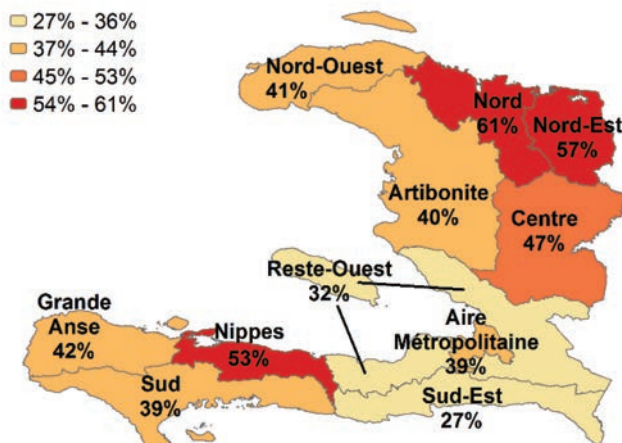 27% - 36%
37% - 44%
45% - 53%
54% - 61%
Nord-Ouest
41%
Nord
61%
Nord-Est
57%
Artibonite
40%
Centre
47%
Reste-Ouest
32%
Grande
Anse
42%
Nippes
53%
Aire
Métropolitaine
39%
Sud
39%
Sud-Est
27%